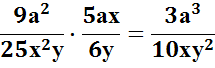 9a²/25x²y · 5ax/6y = 3a³/10xy²